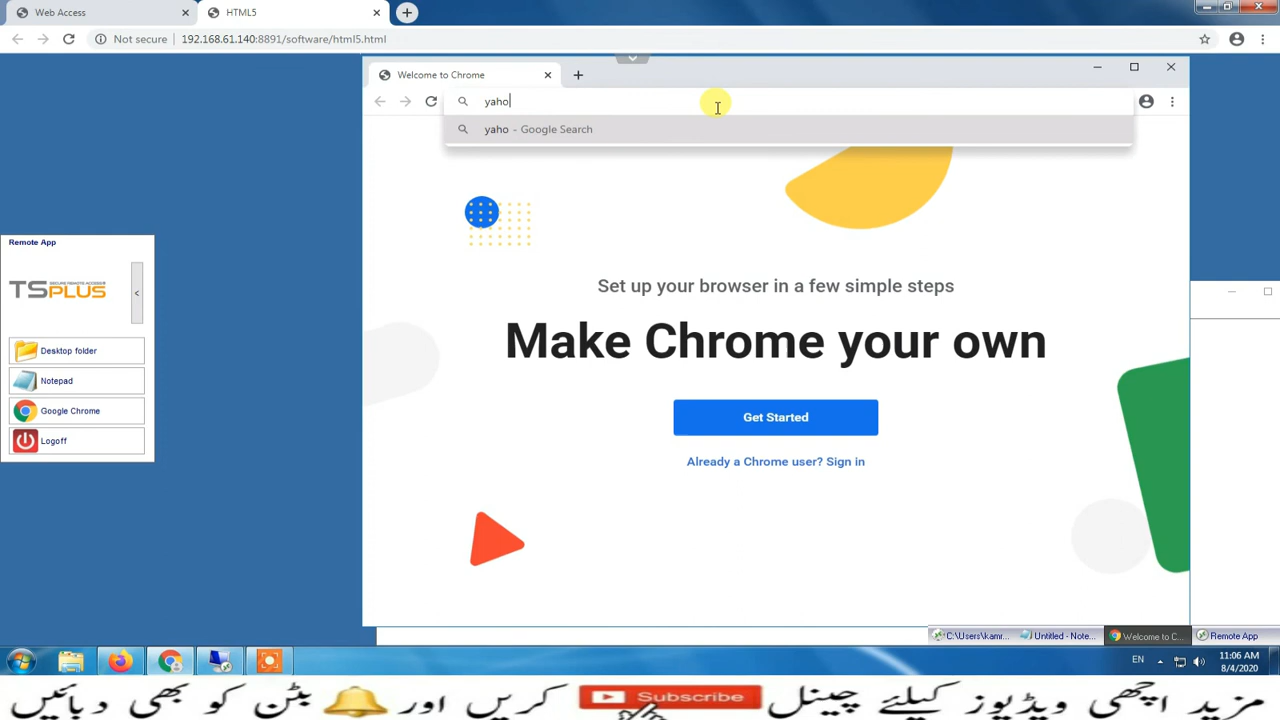 Web Access
HTML5
Not secure
192.168.61.140:8891/software/html5.html
Welcome to Chrome
yaho
yaho - Google Search
Set up your browser in a few simple steps
Make Chrome your own
Get Started
Already a Chrome user? Sign in
Remote App
TSPLUS
SECURE REMOTE ACCESS
Desktop folder
Notepad
Google Chrome
Logoff
C:\Users\kamr...
Untitled - Note...
Welcome to C...
Remote App
EN
11:06 AM
8/4/2020
مزید اچھی ویڈیوز کیلئے چینل Subscribe کریں اور بٹن کو بھی دبائیں